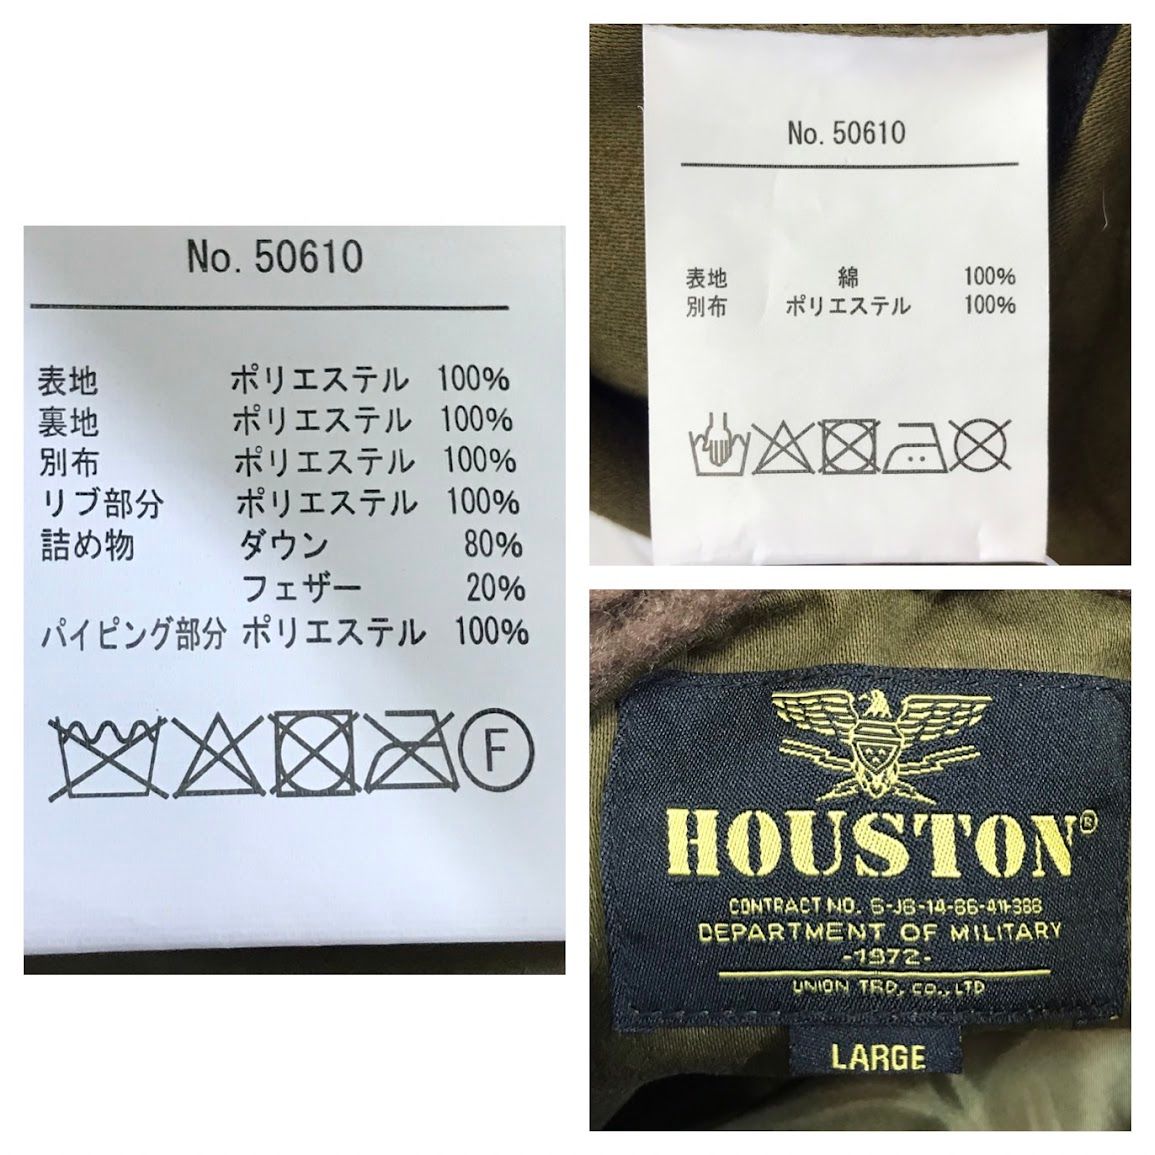 No. 50610
表地 ポリエステル 100%
裏地 ポリエステル 100%
別布 ポリエステル 100%
リブ部分 ポリエステル 100%
詰め物 ダウン 80%
フェザー 20%
パイピング部分 ポリエステル 100%
F
No. 50610
表地 綿 100%
別布 ポリエステル 100%
HOUSTON®
CONTRACT NO. S-J8-14-86-411-388
DEPARTMENT OF MILITARY
-1972-
UNION TRD, CO., LTD
LARGE